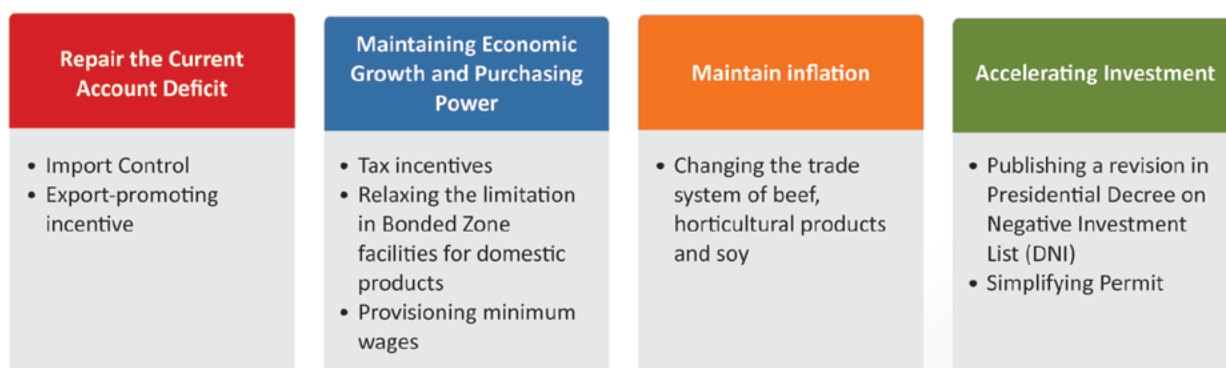 Repair the Current
Account Deficit
• Import Control
• Export-promoting
incentive
Maintaining Economic
Growth and Purchasing
Power
• Tax incentives
• Relaxing the limitation
in Bonded Zone
facilities for domestic
products
• Provisioning minimum
wages
Maintain inflation
• Changing the trade
system of beef,
horticultural products
and soy
Accelerating Investment
• Publishing a revision in
Presidential Decree on
Negative Investment
List (DNI)
• Simplifying Permit